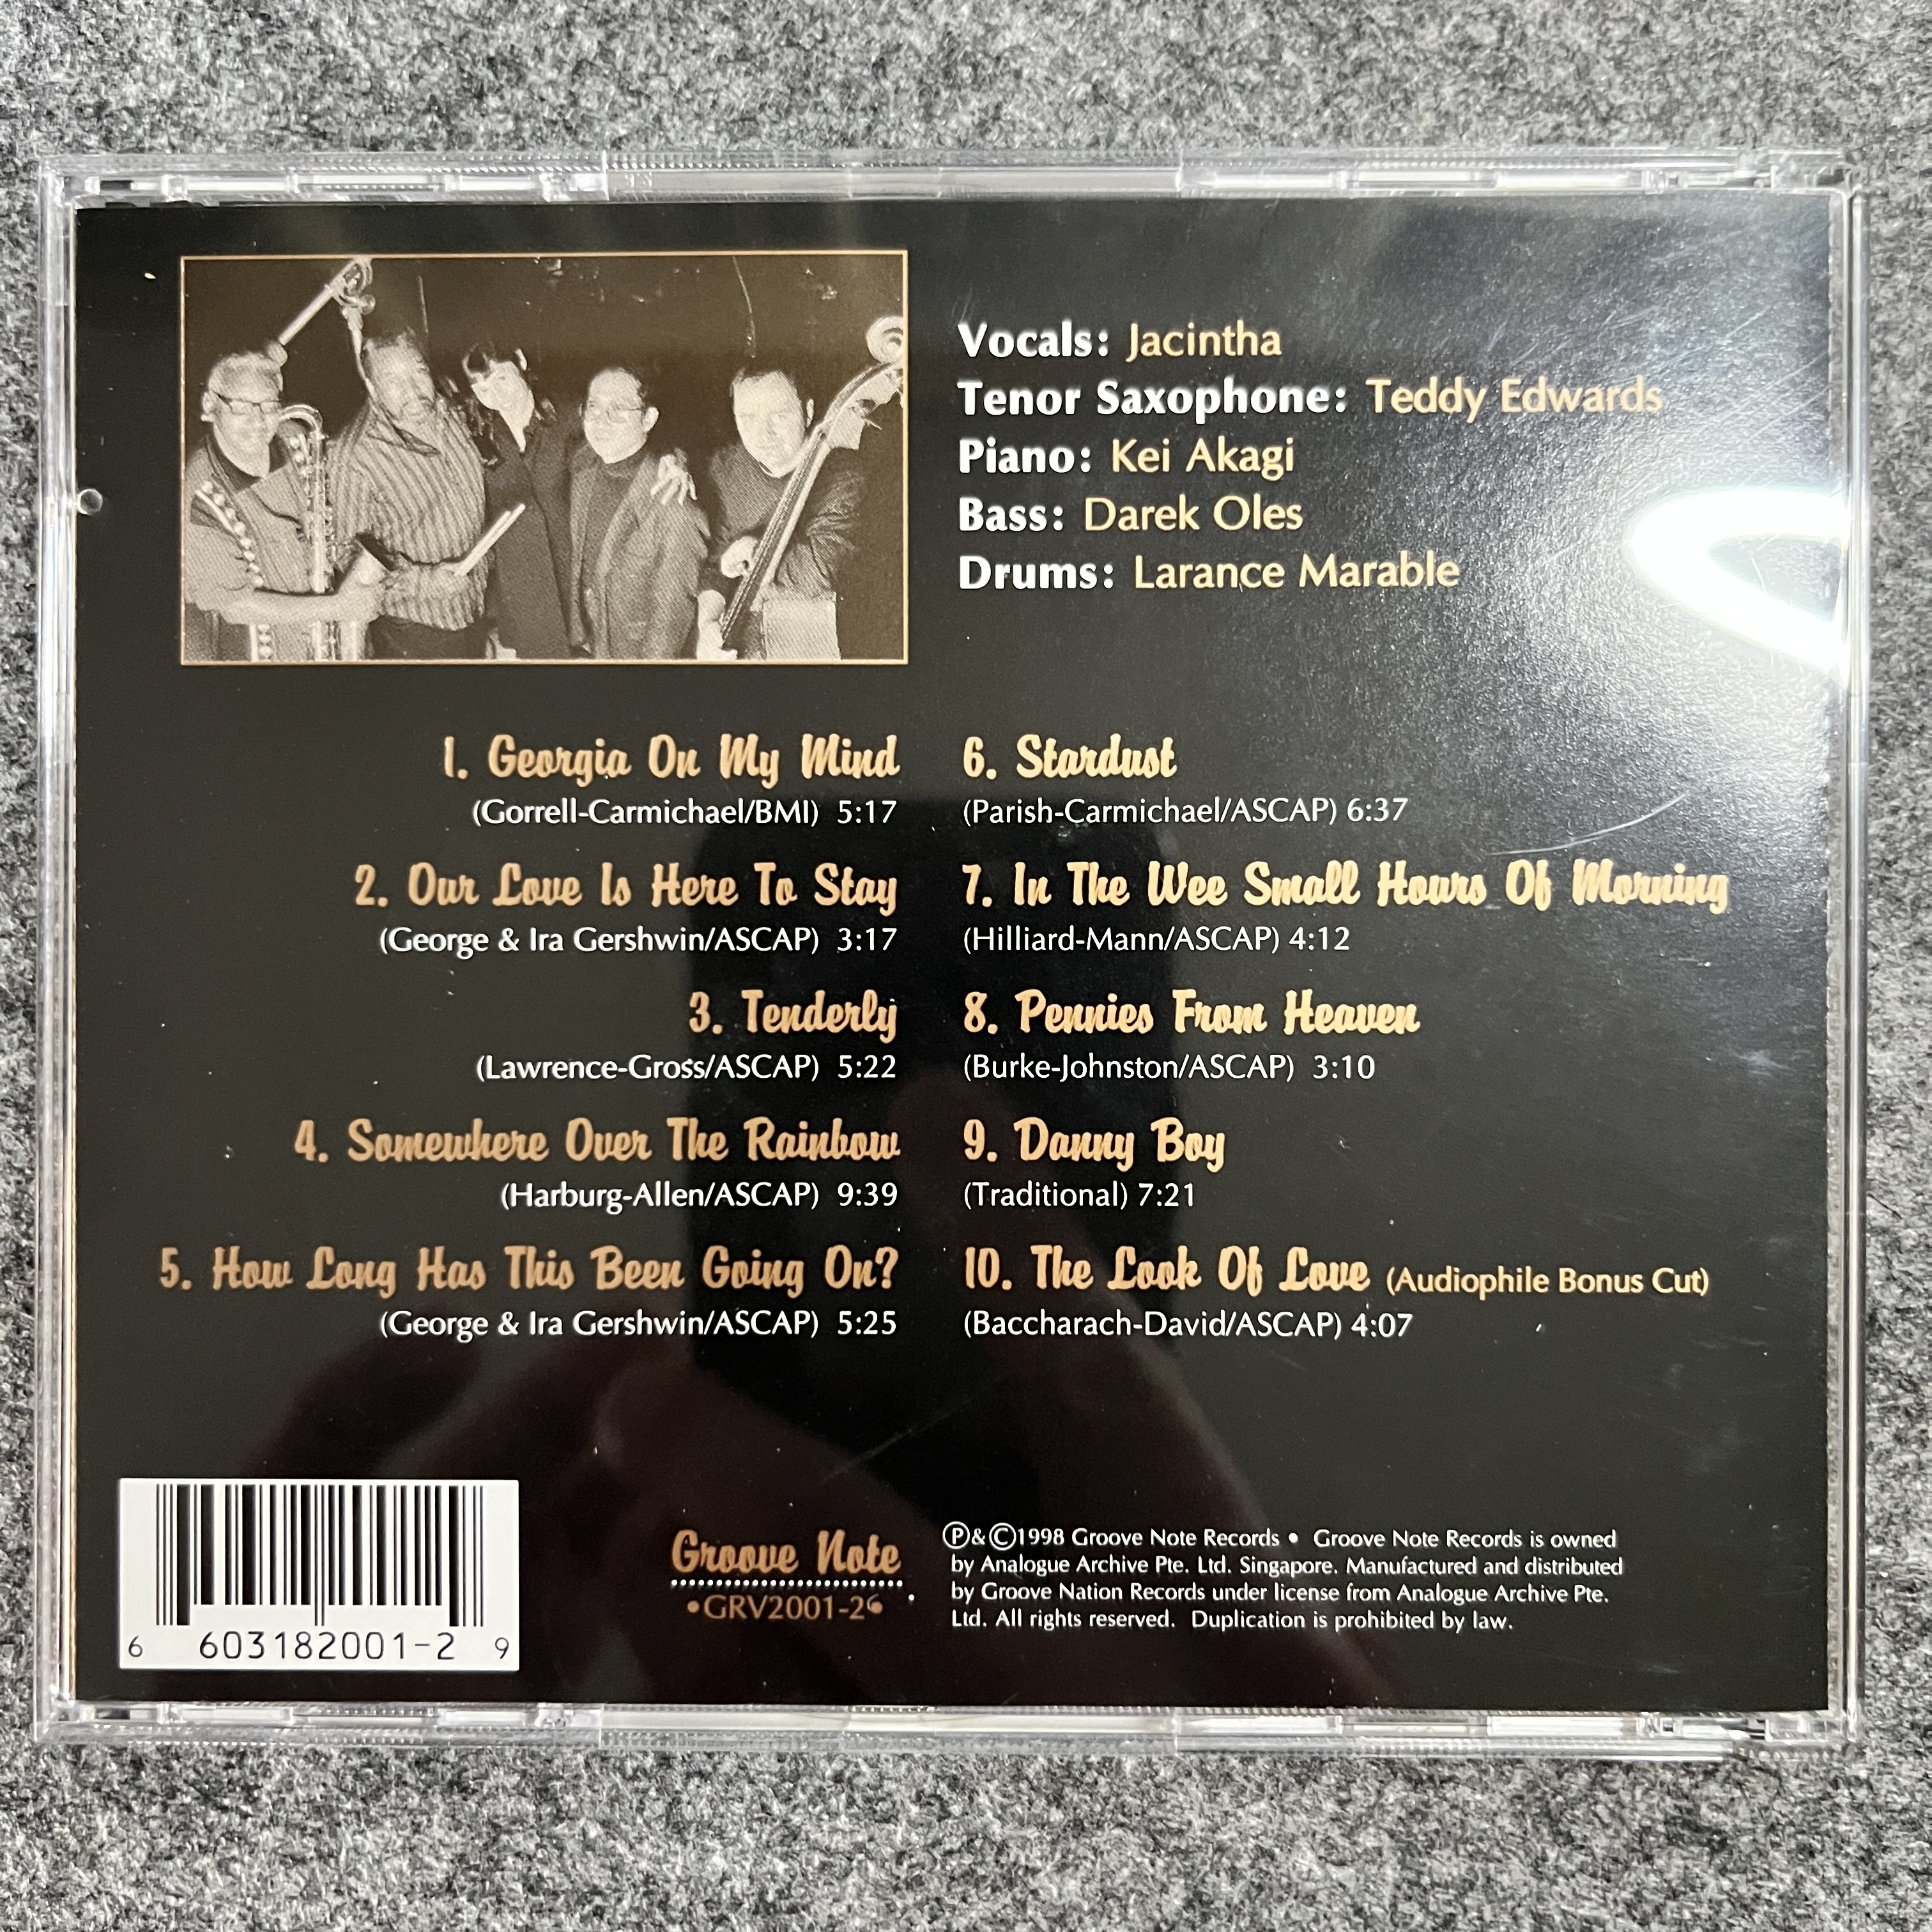 Vocals: Jacintha
Tenor Saxophone: Teddy Edwards
Piano: Kei Akagi
Bass: Darek Oles
Drums: Larance Marable
1. Georgia On My Mind
(Gorrell-Carmichael/BMI) 5:17
2. Our Love Is Here To Stay
(George & Ira Gershwin/ASCAP) 3:17
3. Tenderly
(Lawrence-Gross/ASCAP) 5:22
4. Somewhere Over The Rainbow
(Harburg-Allen/ASCAP) 9:39
5. How Long Has This Been Going On?
(George & Ira Gershwin/ASCAP) 5:25
6. Stardust
(Parish-Carmichael/ASCAP) 6:37
7. In The Wee Small Hours Of Morning
(Hilliard-Mann/ASCAP) 4:12
8. Pennies From Heaven
(Burke-Johnston/ASCAP) 3:10
9. Danny Boy
(Traditional) 7:21
10. The Look Of Love (Audiophile Bonus Cut)
(Baccharach-David/ASCAP) 4:07
6 603182001-2 9
Groove Note
•GRV2001-2•
Ⓟ&©1998 Groove Note Records • Groove Note Records is owned
by Analogue Archive Pte. Ltd. Singapore. Manufactured and distributed
by Groove Nation Records under license from Analogue Archive Pte.
Ltd. All rights reserved. Duplication is prohibited by law.